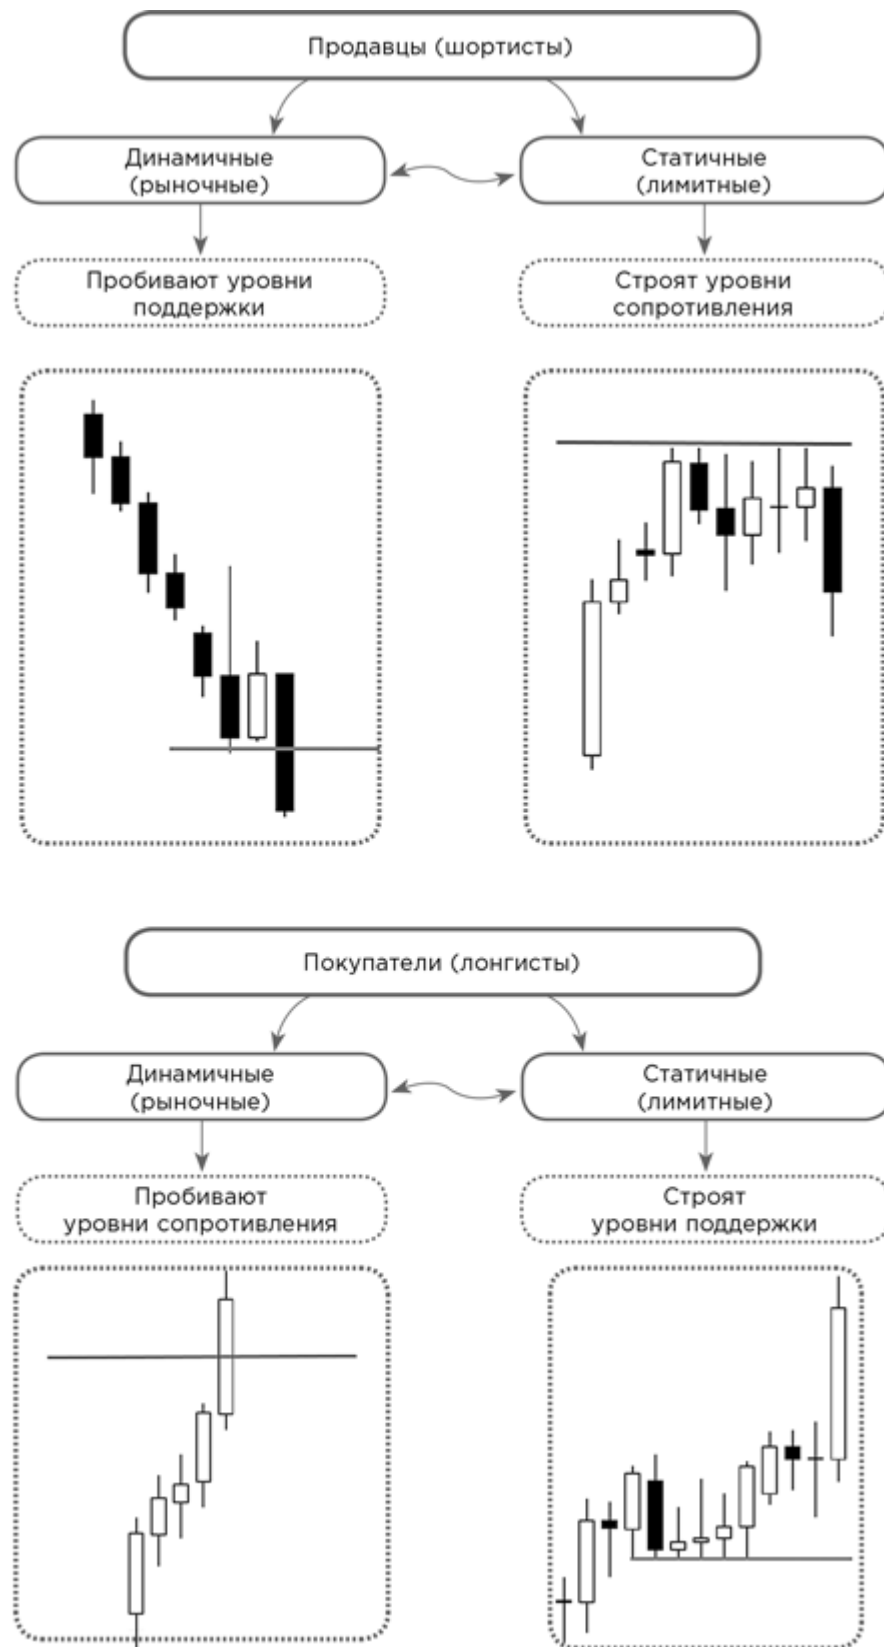 Продавцы (шортисты)
Динамичные
(рыночные)
Статичные
(лимитные)
Пробивают уровни
поддержки
Строят уровни
сопротивления
Покупатели (лонгисты)
Динамичные
(рыночные)
Статичные
(лимитные)
Пробивают
уровни сопротивления
Строят
уровни поддержки